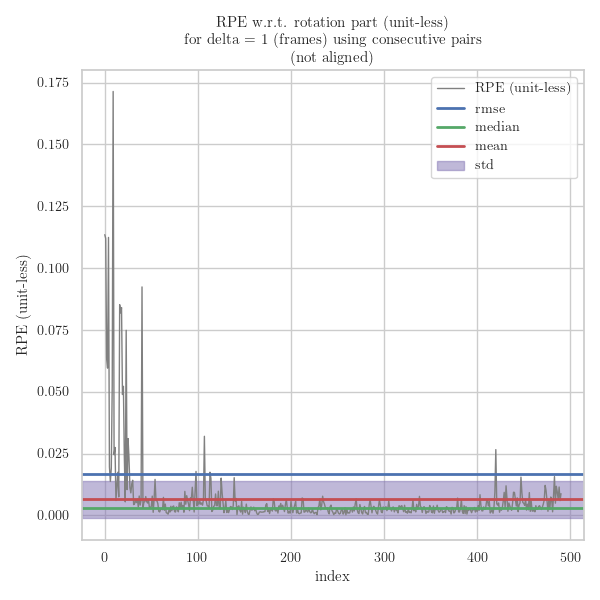 RPE w.r.t. rotation part (unit-less)
for delta = 1 (frames) using consecutive pairs
(not aligned)
RPE (unit-less)
rmse
median
mean
std
0.175
0.150
0.125
0.100
0.075
0.050
0.025
0.000
RPE (unit-less)
0
100
200
300
400
500
index